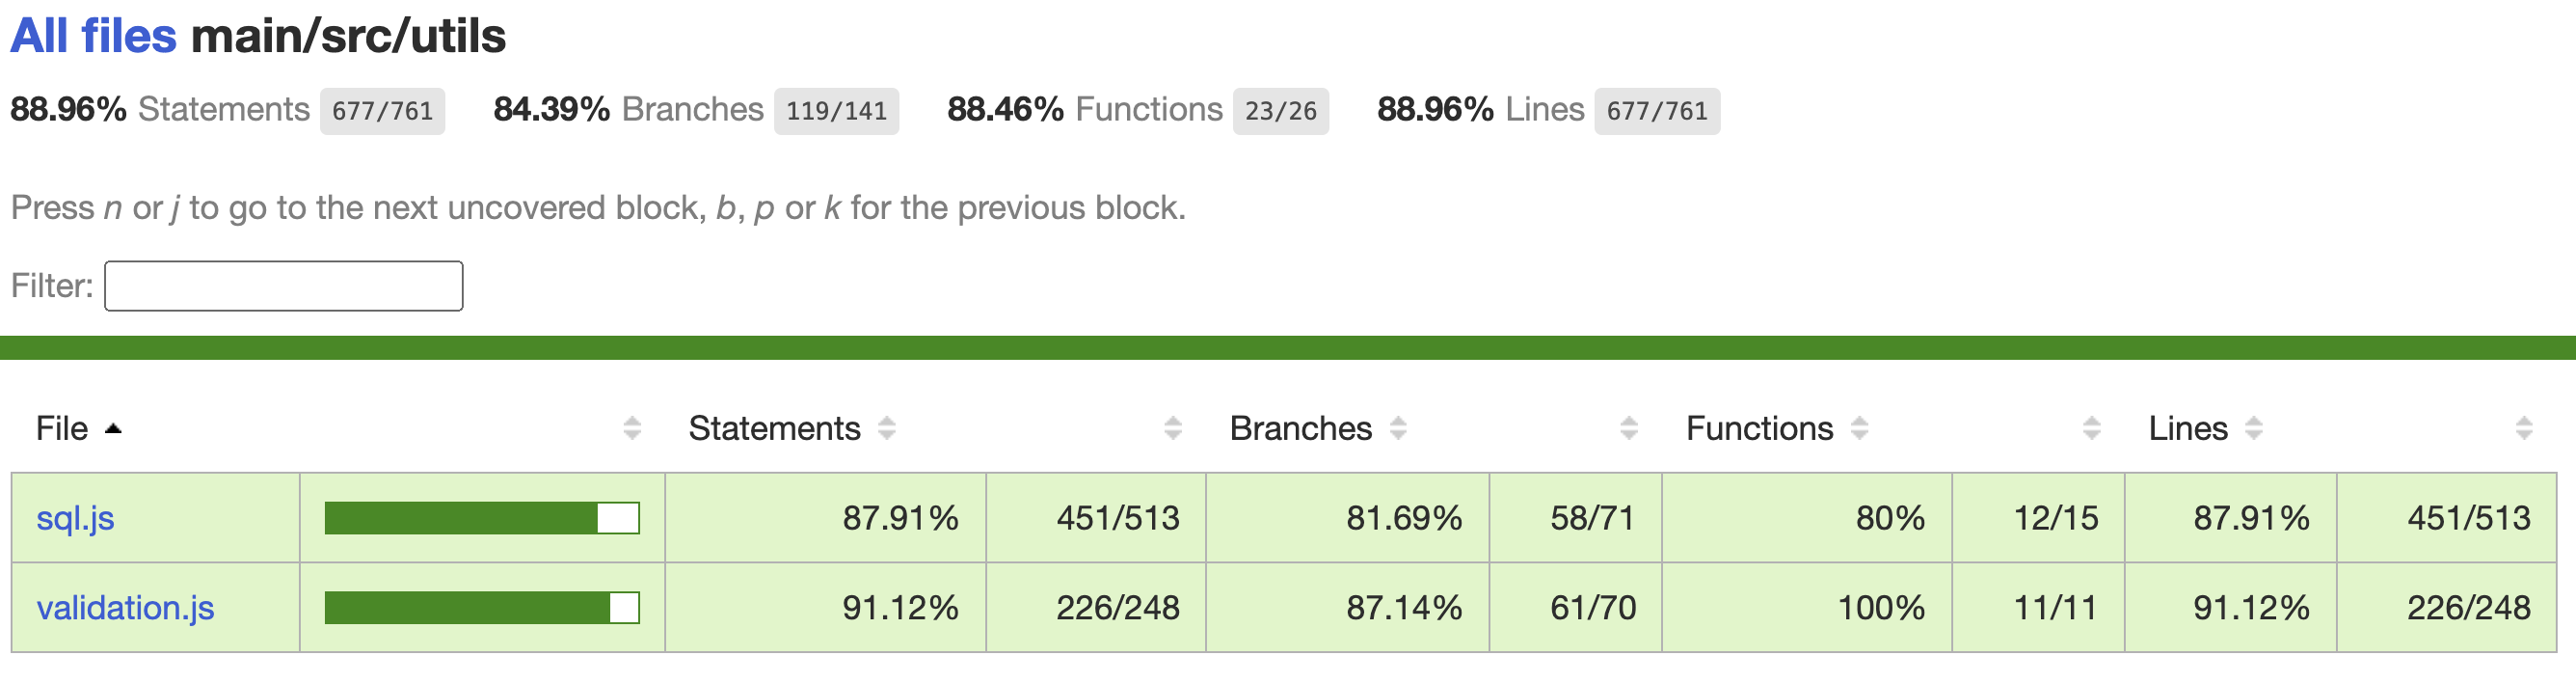 All files main/src/utils
88.96% Statements 677/761 84.39% Branches 119/141 88.46% Functions 23/26 88.96% Lines 677/761
Press n or j to go to the next uncovered block, b, p or k for the previous block.
Filter:
File Statements Branches Functions Lines
sql.js 87.91% 451/513 81.69% 58/71 80% 12/15 87.91% 451/513
validation.js 91.12% 226/248 87.14% 61/70 100% 11/11 91.12% 226/248